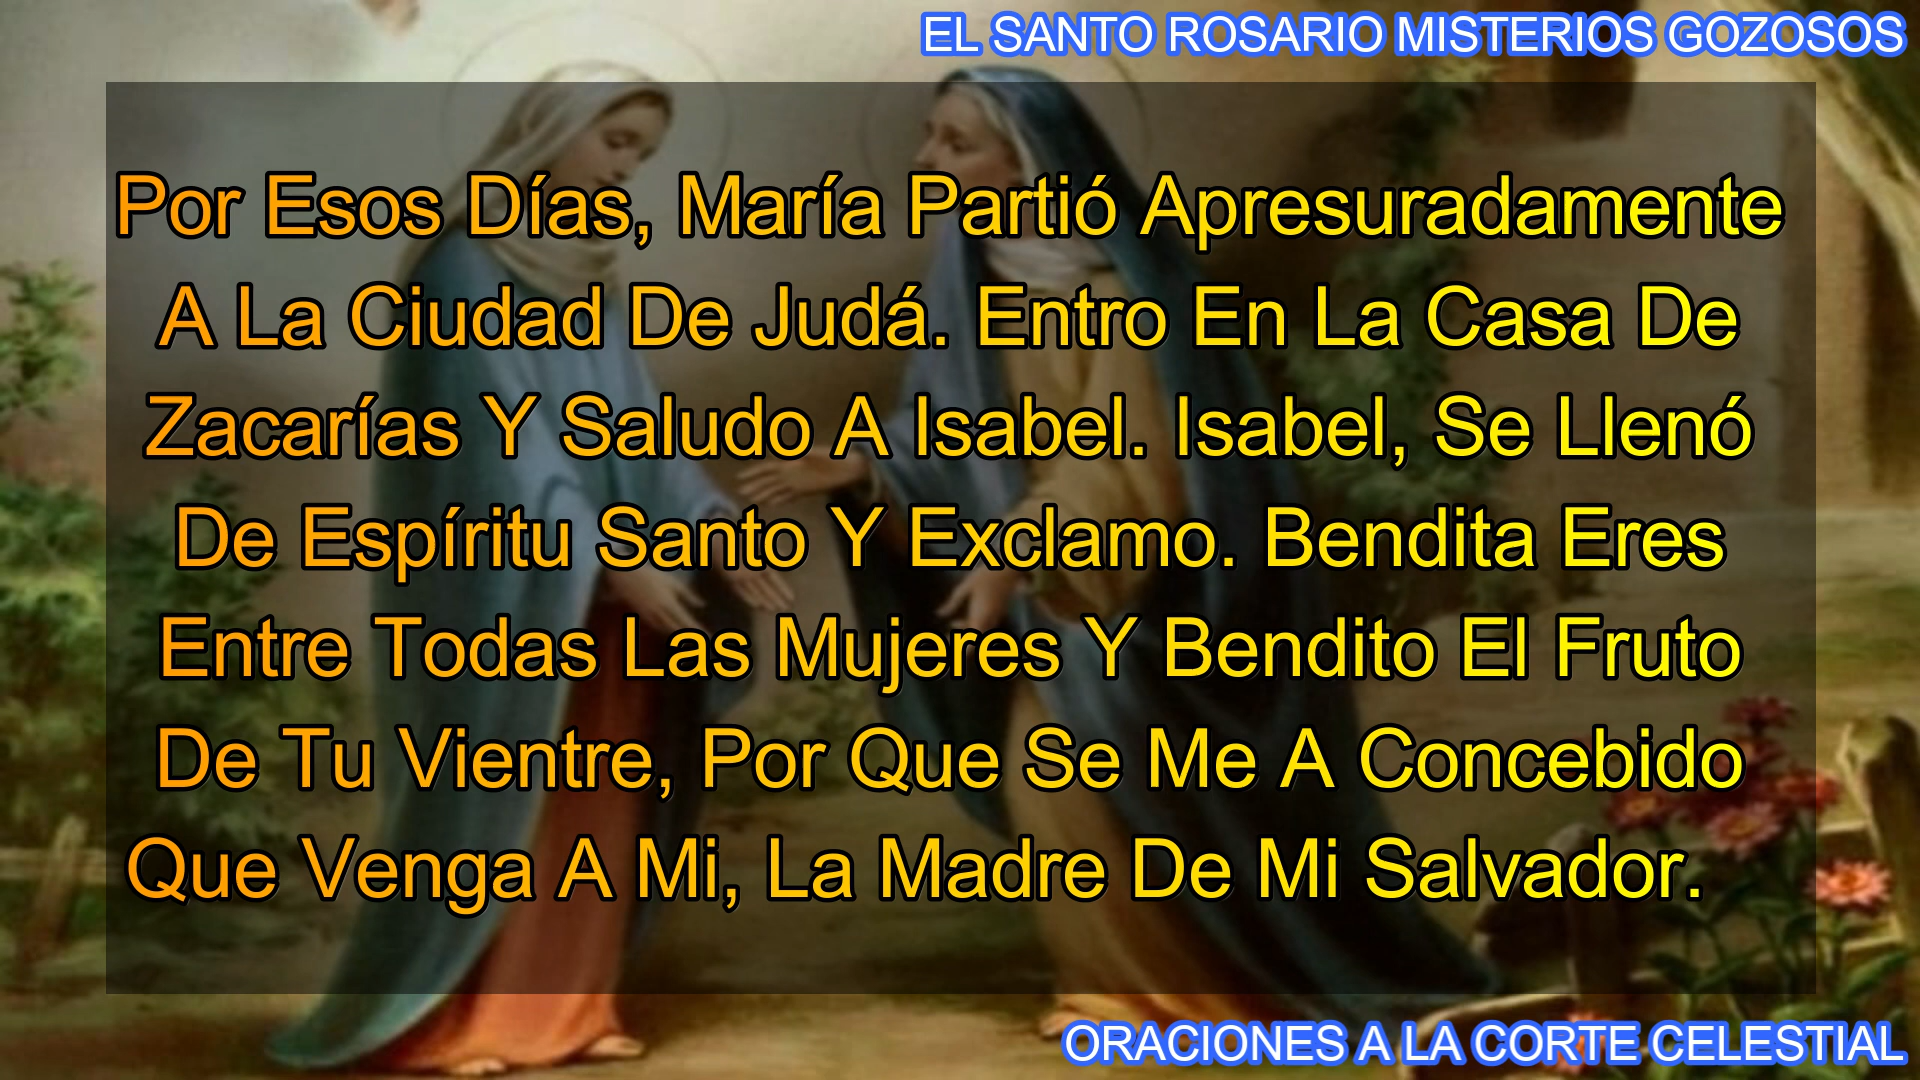 EL SANTO ROSARIO MISTERIOS GOZOSOS
Por Esos Días, María Partió Apresuradamente
A La Ciudad De Judá. Entro En La Casa De
Zacarías Y Saludo A Isabel. Isabel, Se Llenó
De Espíritu Santo Y Exclamo. Bendita Eres
Entre Todas Las Mujeres Y Bendito El Fruto
De Tu Vientre, Por Que Se Me A Concebido
Que Venga A Mi, La Madre De Mi Salvador.
ORACIONES A LA CORTE CELESTIAL